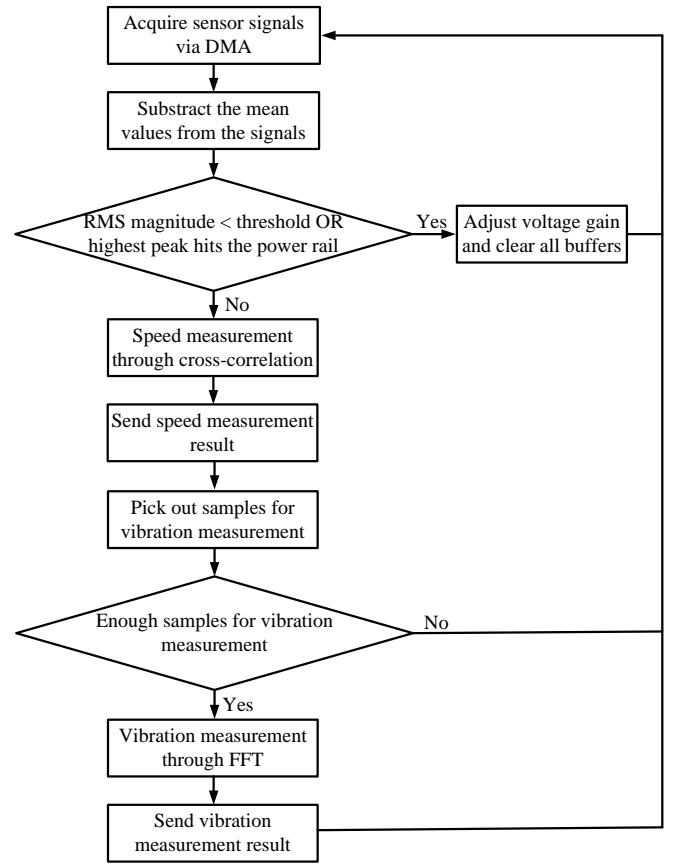 Acquire sensor signals
via DMA
Substract the mean
values from the signals
RMS magnitude < threshold OR
highest peak hits the power rail
Yes
Adjust voltage gain
and clear all buffers
No
Speed measurement
through cross-correlation
Send speed measurement
result
Pick out samples for
vibration measurement
Enough samples for vibration
measurement
No
Yes
Vibration measurement
through FFT
Send vibration
measurement result